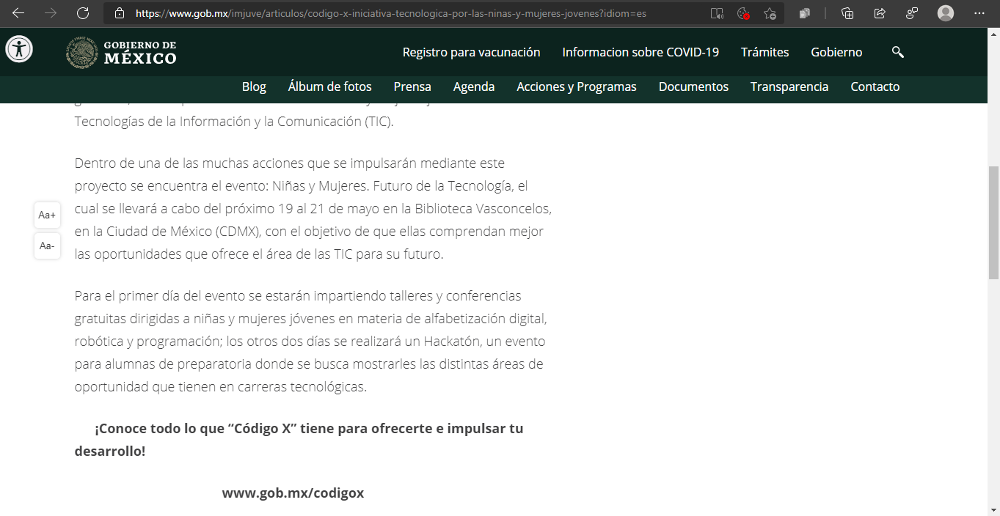 https://www.gob.mx/imjuve/articulos/codigo-x-iniciativa-tecnologica-por-las-ninas-y-mujeres-jovenes?idiom=es
GOBIERNO DE
MÉXICO
Registro para vacunación Informacion sobre COVID-19 Trámites Gobierno
Blog Álbum de fotos Prensa Agenda Acciones y Programas Documentos Transparencia Contacto
Tecnologías de la Información y la Comunicación (TIC).
Dentro de una de las muchas acciones que se impulsarán mediante este
proyecto se encuentra el evento: Niñas y Mujeres. Futuro de la Tecnología, el
cual se llevará a cabo del próximo 19 al 21 de mayo en la Biblioteca Vasconcelos,
en la Ciudad de México (CDMX), con el objetivo de que ellas comprendan mejor
las oportunidades que ofrece el área de las TIC para su futuro.
Aa+
Aa-
Para el primer día del evento se estarán impartiendo talleres y conferencias
gratuitas dirigidas a niñas y mujeres jóvenes en materia de alfabetización digital,
robótica y programación; los otros dos días se realizará un Hackatón, un evento
para alumnas de preparatoria donde se busca mostrarles las distintas áreas de
oportunidad que tienen en carreras tecnológicas.
¡Conoce todo lo que “Código X” tiene para ofrecerte e impulsar tu
desarrollo!
www.gob.mx/codigox